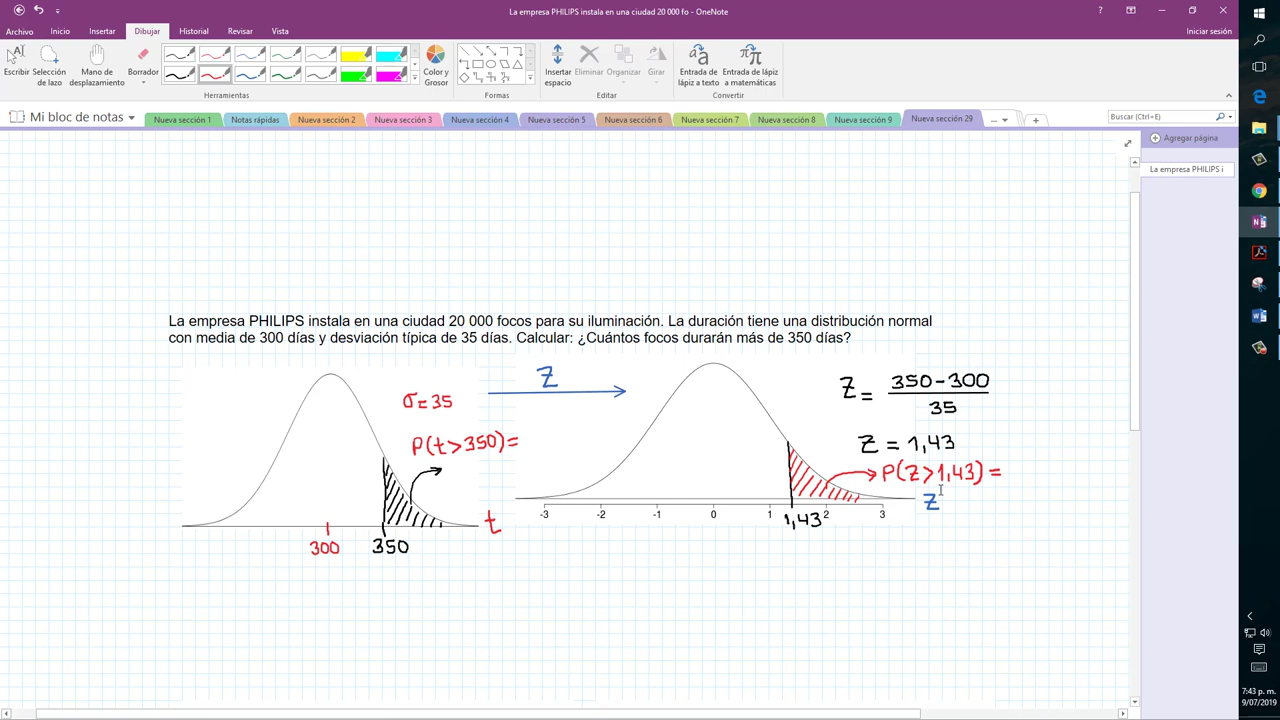 La empresa PHILIPS instala en una ciudad 20 000 fo - OneNote
?
Archivo Inicio Insertar Dibujar Historial Revisar Vista Iniciar sesión
Escribir
Selección de lazo
Mano de desplazamiento
Borrador
Color y Grosor
Insertar espacio
Eliminar
Organizar
Girar
Entrada de lápiz a texto
Entrada de lápiz a matemáticas
Herramientas Formas Editar Convertir
Mi bloc de notas Nueva sección 1 Notas rápidas Nueva sección 2 Nueva sección 3 Nueva sección 4 Nueva sección 5 Nueva sección 6 Nueva sección 7 Nueva sección 8 Nueva sección 9 Nueva sección 29 ... + Buscar (Ctrl+E)
Agregar página
La empresa PHILIPS i
La empresa PHILIPS instala en una ciudad 20 000 focos para su iluminación. La duración tiene una distribución normal
con media de 300 días y desviación típica de 35 días. Calcular: ¿Cuántos focos durarán más de 350 días?
σ = 35
P(t>350)=
300
350
t
Z
-3 -2 -1 0 1 2 3
1,43
Z
Z = 350-300
35
Z = 1,43
P(Z>1,43) =
7:43 p. m.
9/07/2019